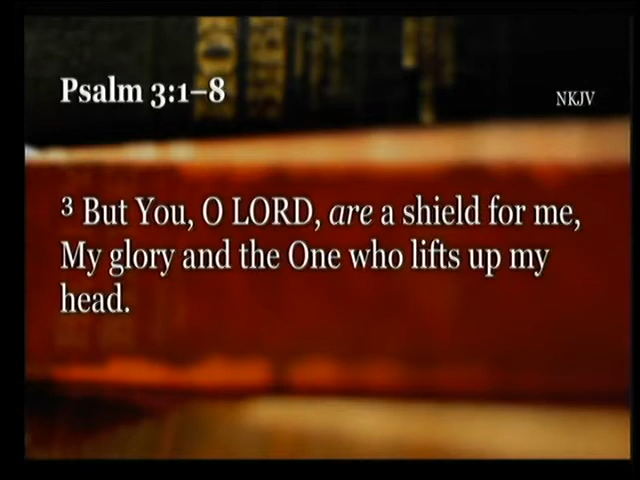 Psalm 3:1–8
NKJV
³ But You, O LORD, are a shield for me,
My glory and the One who lifts up my
head.